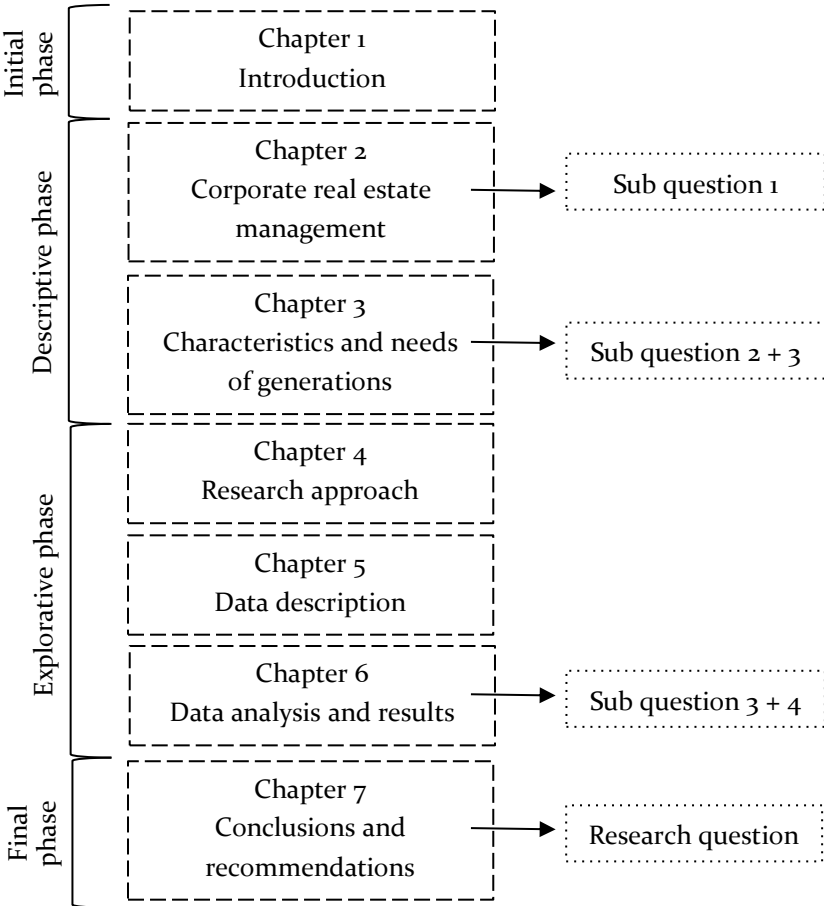 Initial
phase
Chapter 1
Introduction
Descriptive phase
Chapter 2
Corporate real estate
management
Sub question 1
Chapter 3
Characteristics and needs
of generations
Sub question 2 + 3
Explorative phase
Chapter 4
Research approach
Chapter 5
Data description
Chapter 6
Data analysis and results
Sub question 3 + 4
Final
phase
Chapter 7
Conclusions and
recommendations
Research question